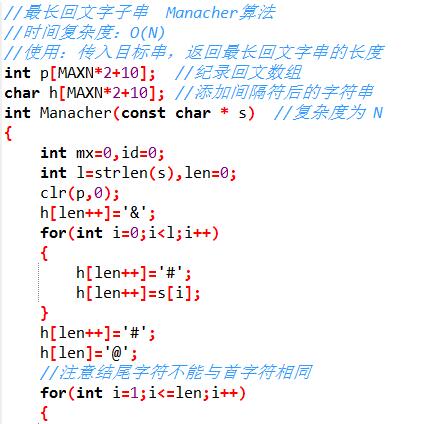 //最长回文字子串  Manacher算法
//时间复杂度：O(N)
//使用：传入目标串，返回最长回文字串的长度
int p[MAXN*2+10];  //纪录回文数组
char h[MAXN*2+10]; //添加间隔符后的字符串
int Manacher(const char * s)  //复杂度为 N
{
    int mx=0,id=0;
    int l=strlen(s),len=0;
    clr(p,0);
    h[len++]='&';
    for(int i=0;i<l;i++)
    {
        h[len++]='#';
        h[len++]=s[i];
    }
    h[len++]='#';
    h[len]='@';
    //注意结尾字符不能与首字符相同
    for(int i=1;i<=len;i++)
    {